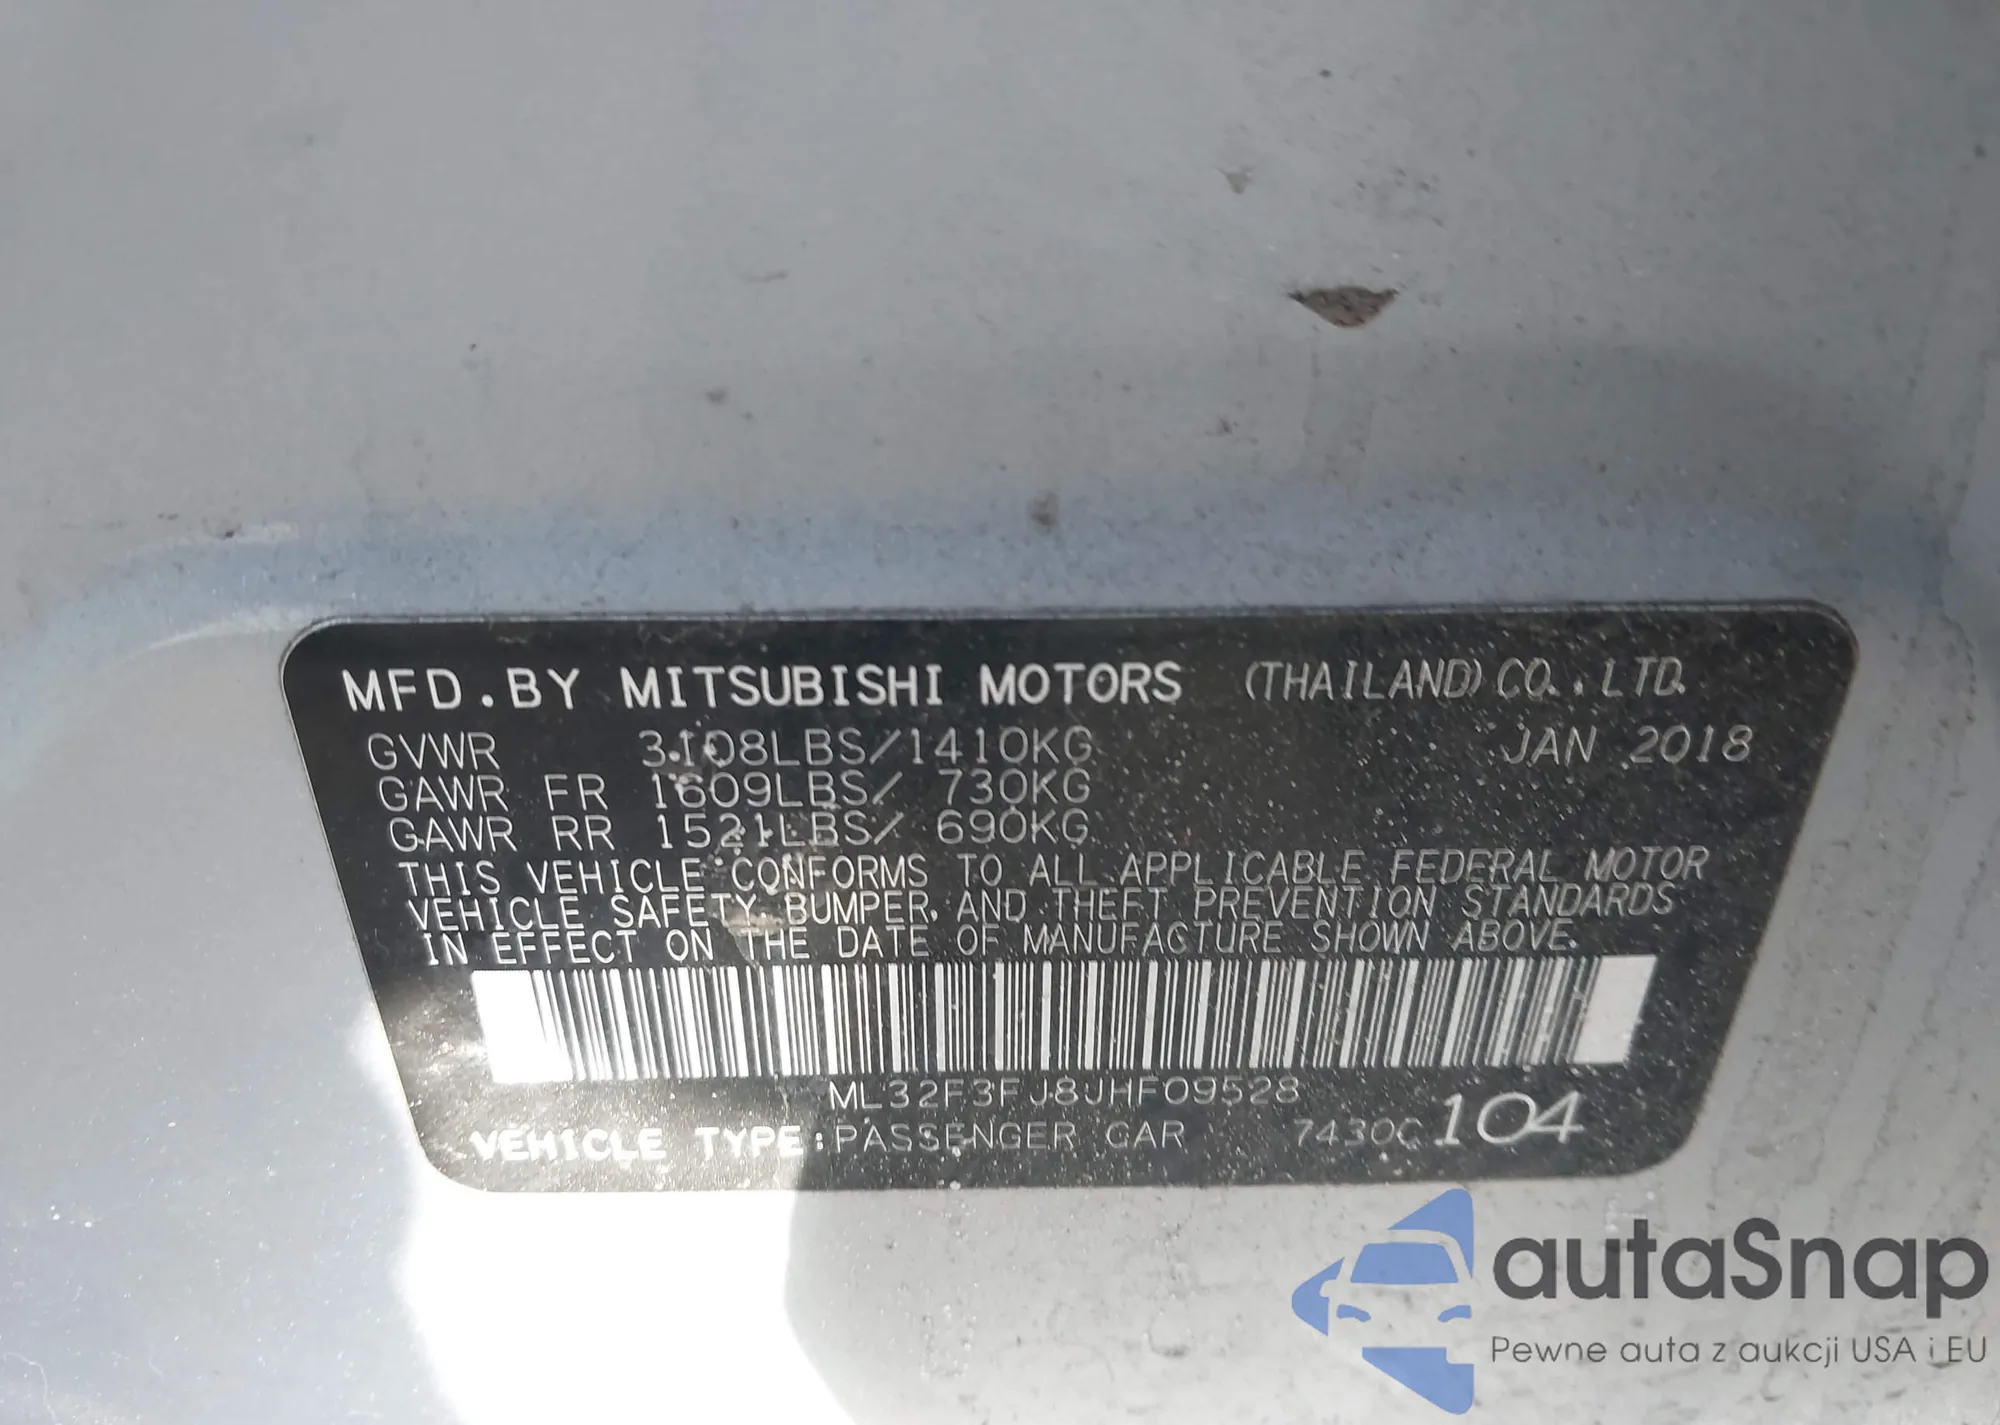 MFD.BY MITSUBISHI MOTORS (THAILAND) CO.,LTD.
GVWR 3108LBS/1410KG JAN 2018
GAWR FR 1609LBS/ 730KG
GAWR RR 1521LBS/ 690KG
THIS VEHICLE CONFORMS TO ALL APPLICABLE FEDERAL MOTOR
VEHICLE SAFETY, BUMPER, AND THEFT PREVENTION STANDARDS
IN EFFECT ON THE DATE OF MANUFACTURE SHOWN ABOVE.
ML32F3FJ8JHF09528
VEHICLE TYPE:PASSENGER CAR 7430C 104
autaSnap
Pewne auta z aukcji USA i EU